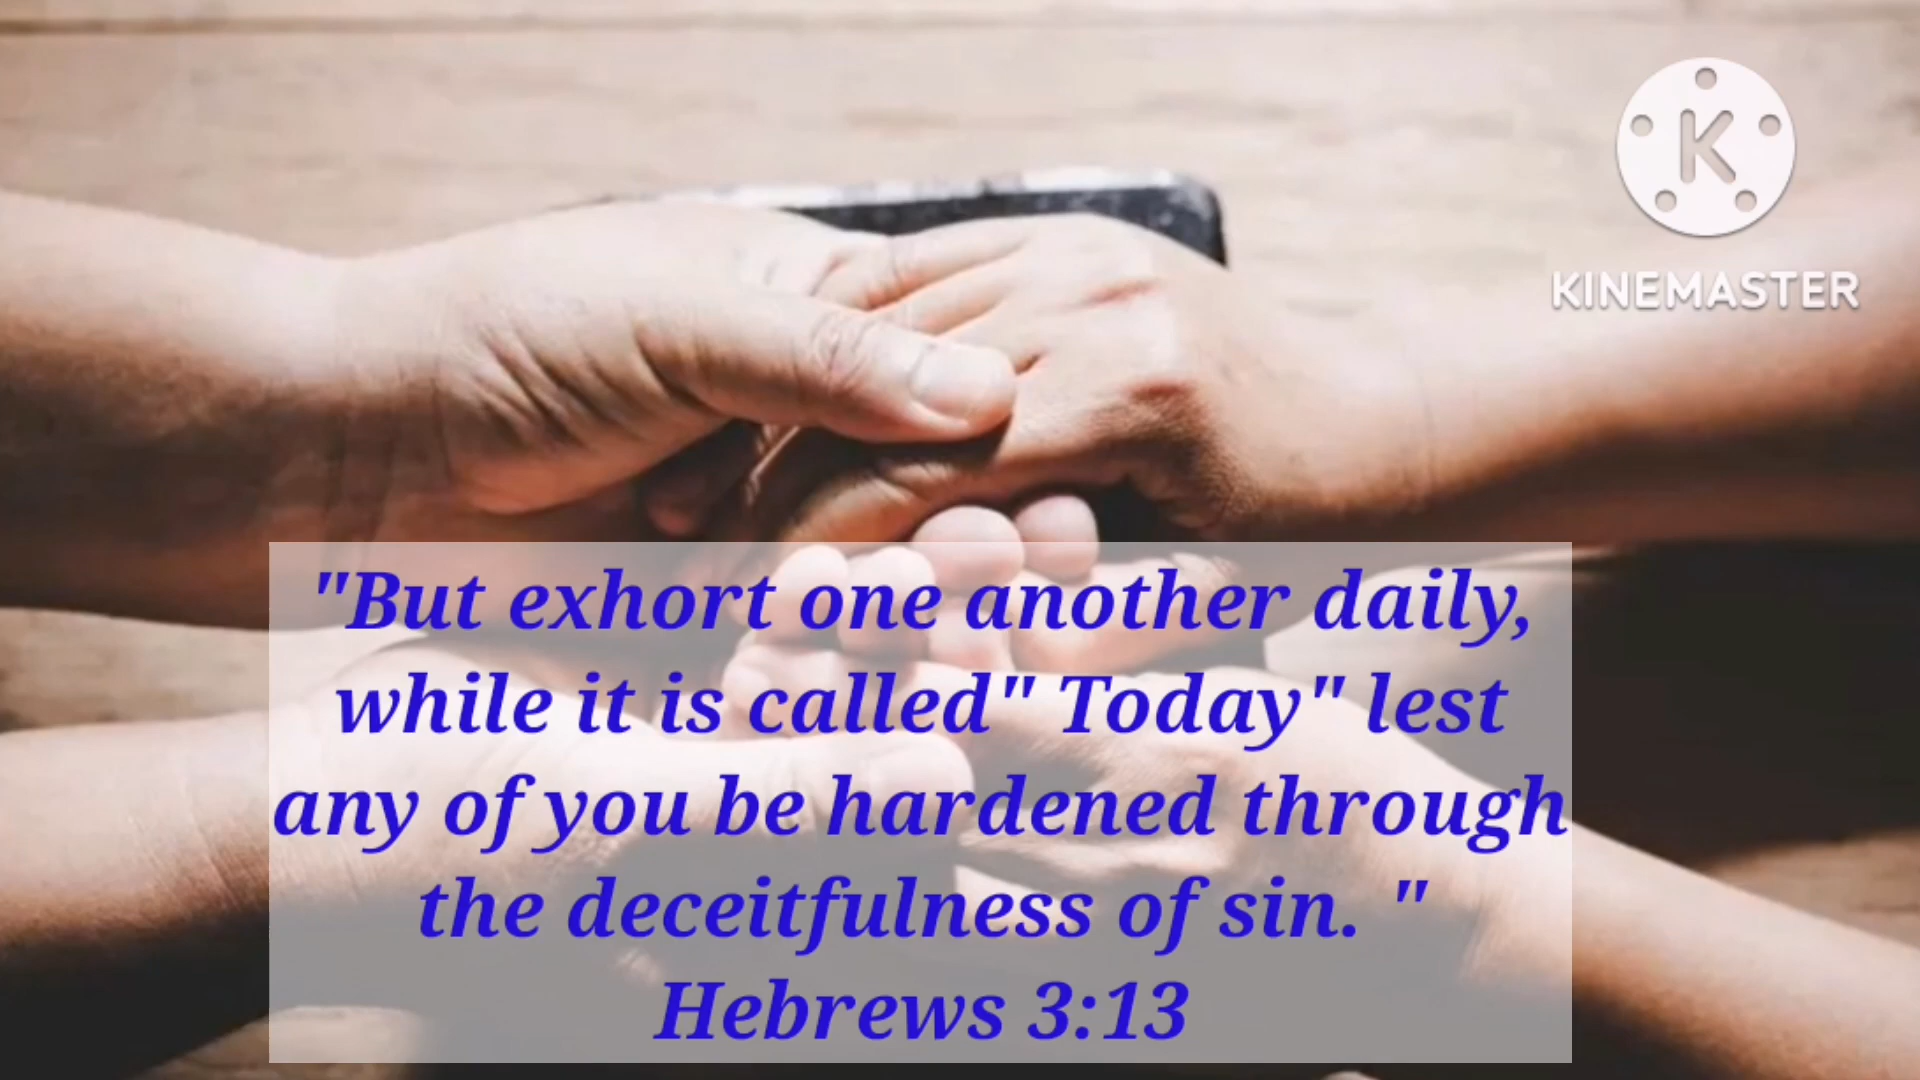 K
KINEMASTER
"But exhort one another daily,
while it is called" Today" lest
any of you be hardened through
the deceitfulness of sin. "
Hebrews 3:13